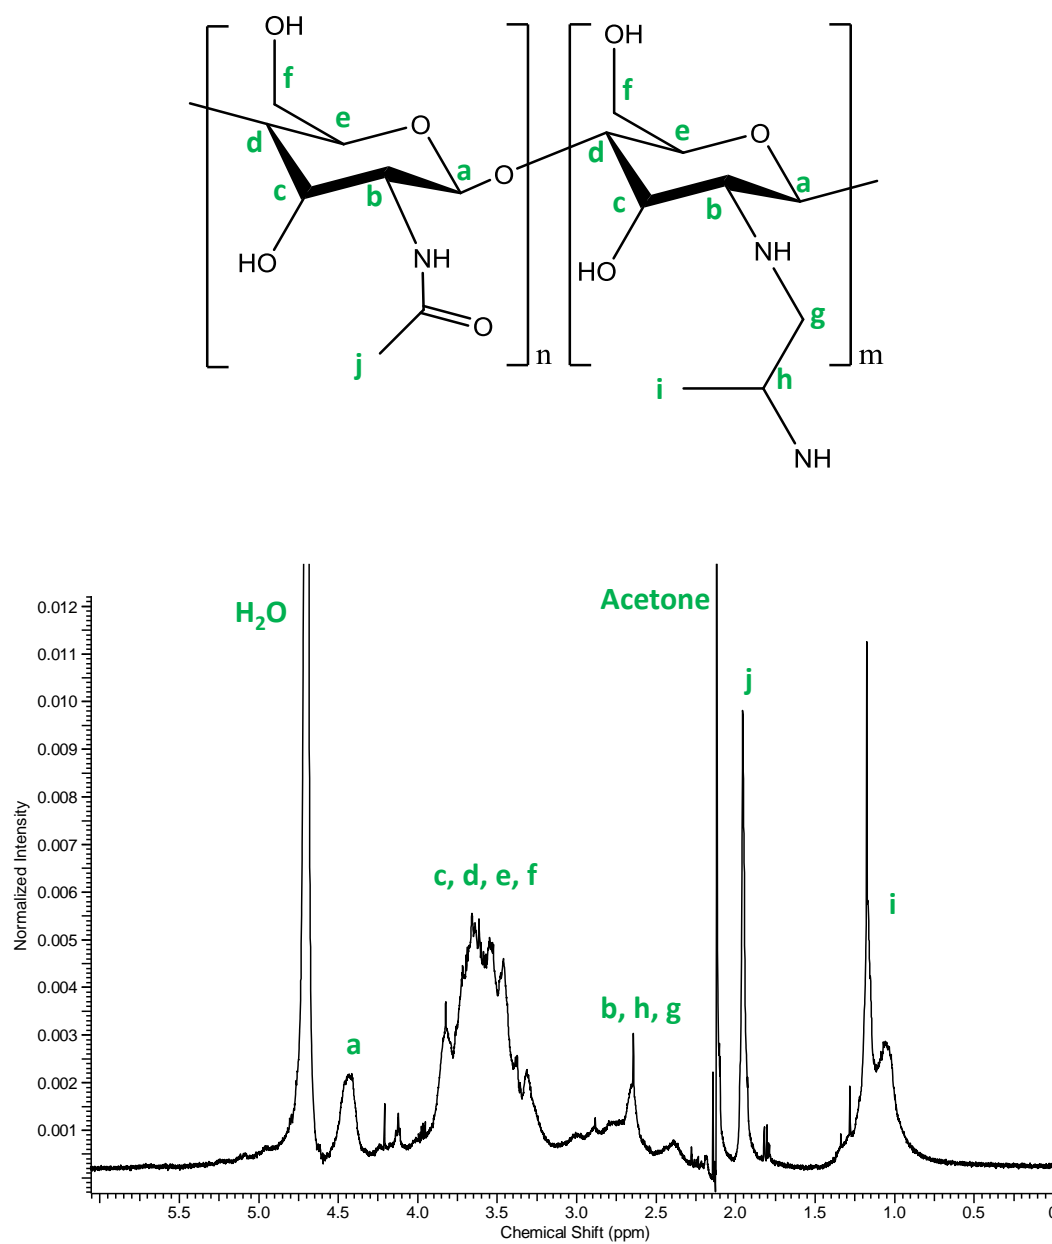 OH
OH
f
f
e
O
e
O
d
d
a
O
a
c
b
c
b
HO
NH
HO
NH
O
g
j
n
m
h
i
NH
H2O
Acetone
j
c, d, e, f
i
b, h, g
a
Normalized Intensity
0.012
0.011
0.010
0.009
0.008
0.007
0.006
0.005
0.004
0.003
0.002
0.001
5.5 4.5 4.0 3.5 3.0 2.5 2.0 1.5 1.0 0.5 0
5.0
Chemical Shift (ppm)